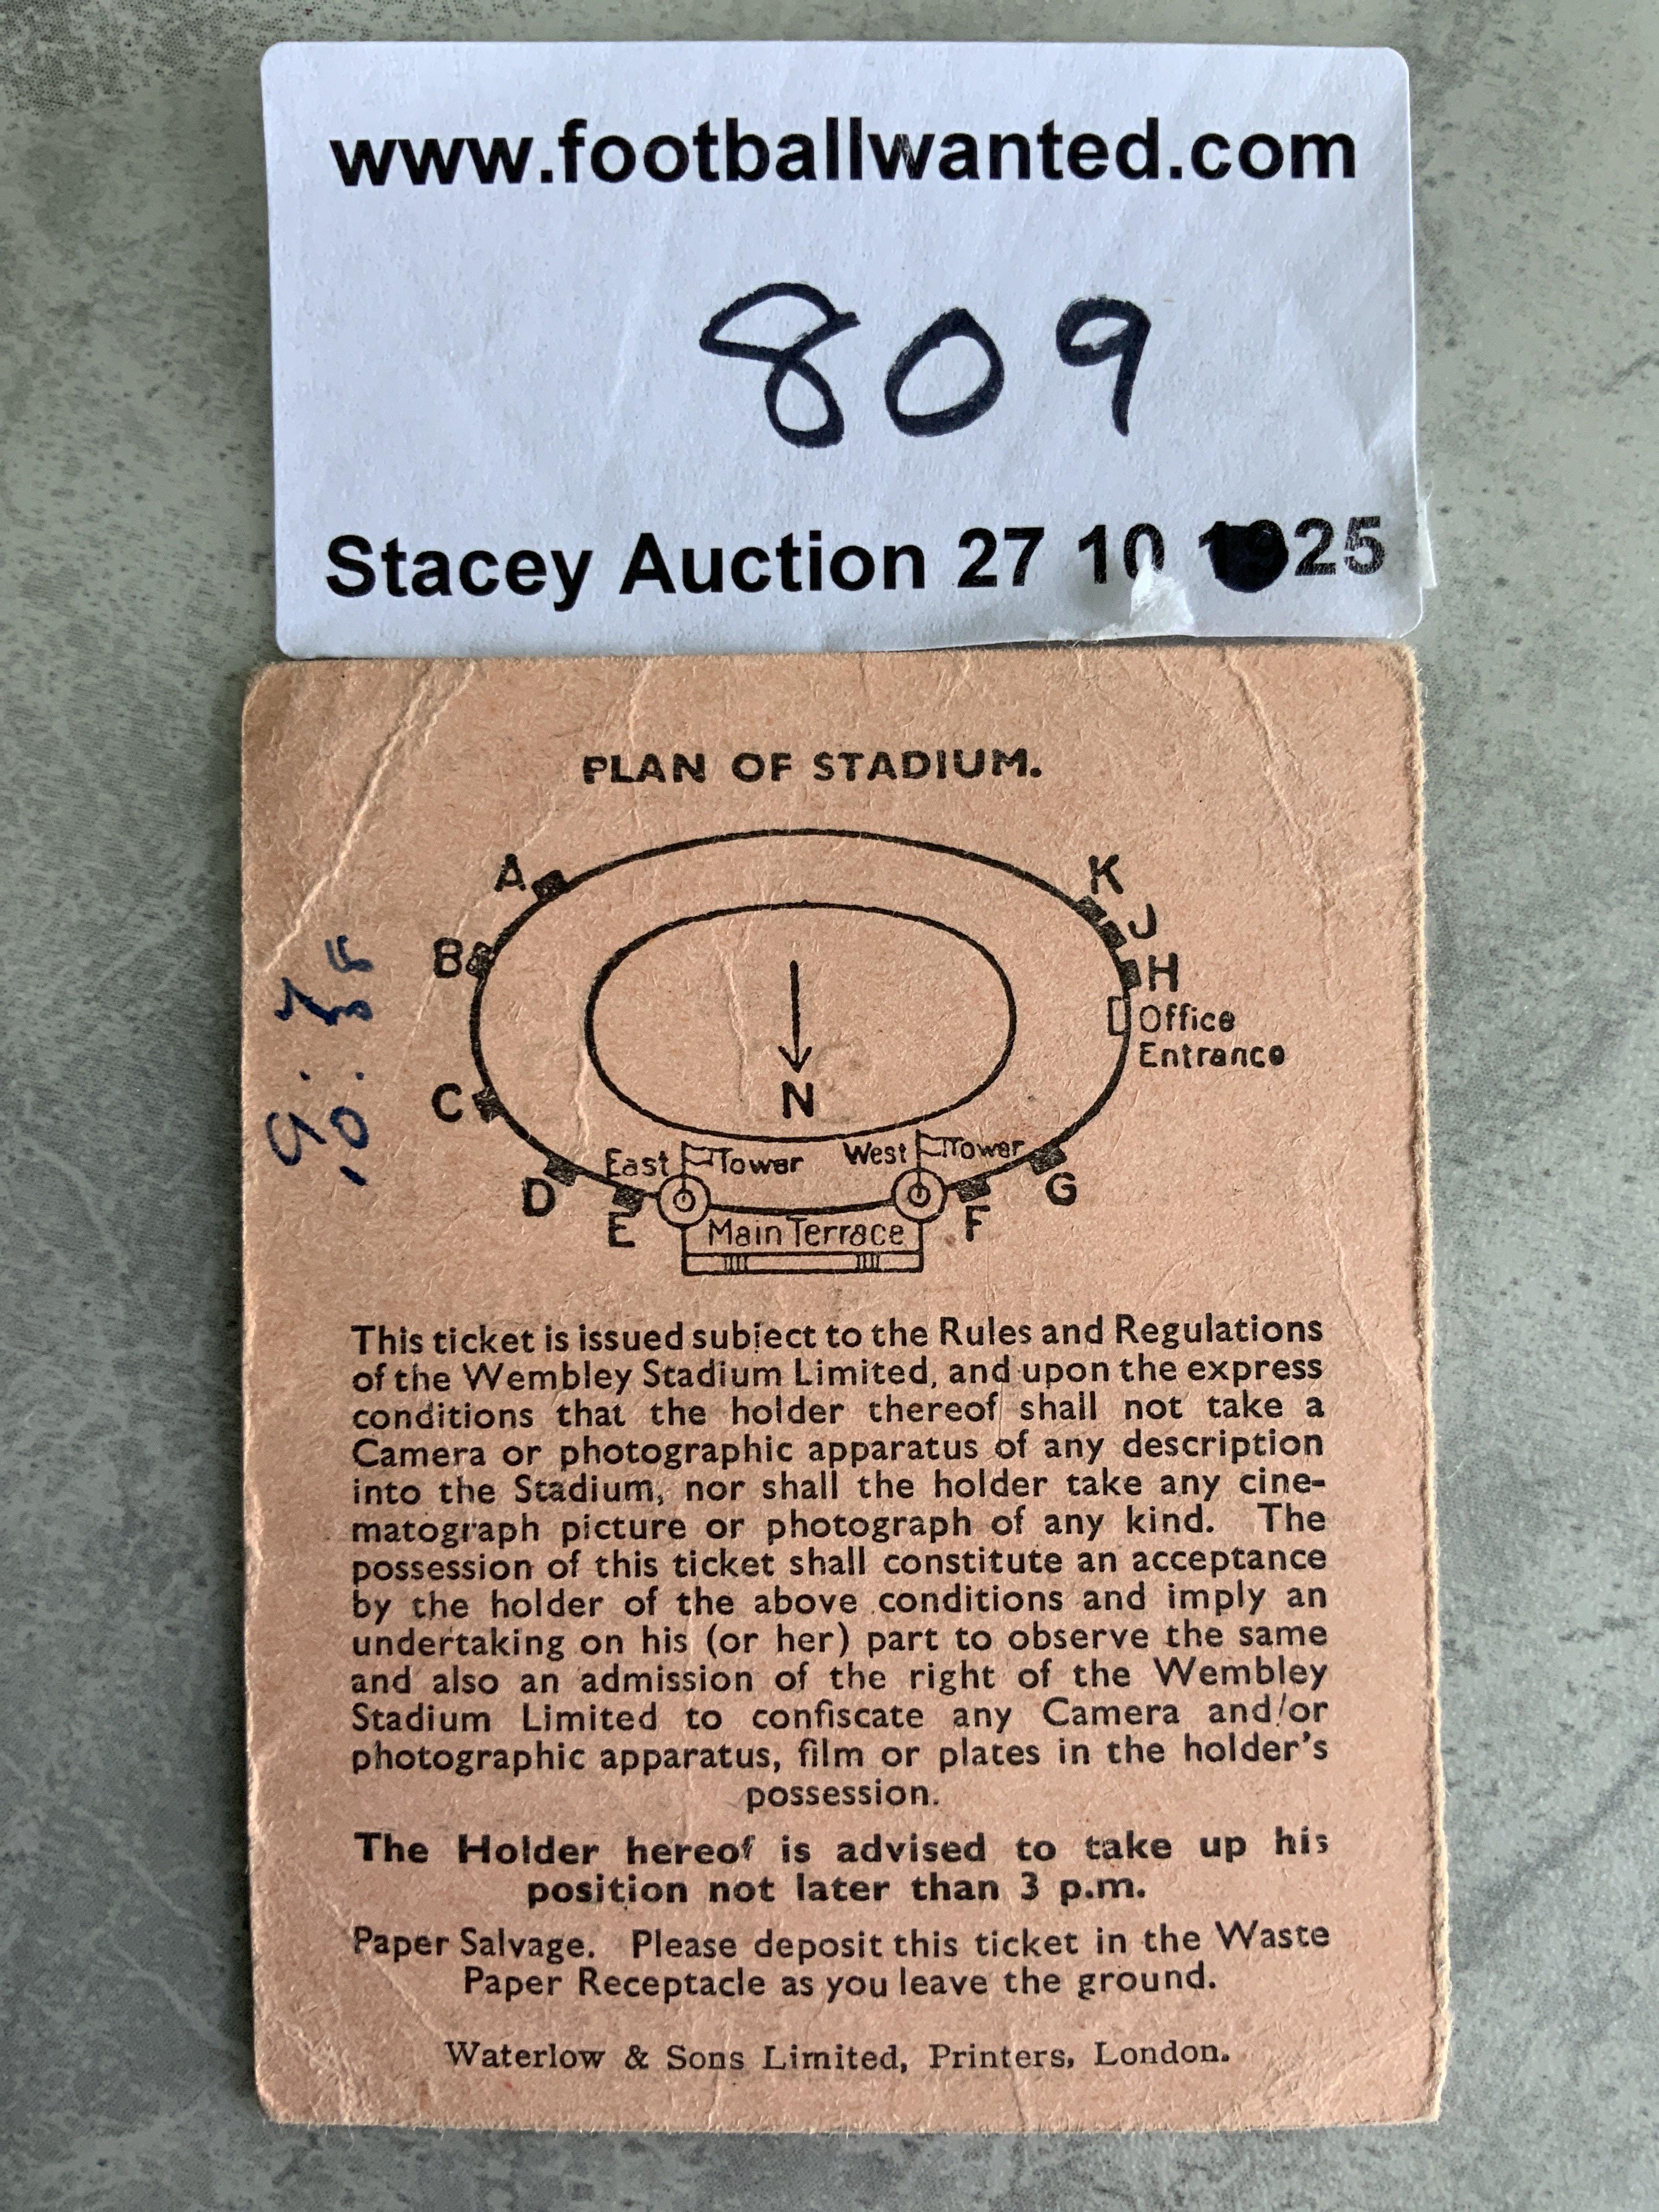 www.footballwanted.com
809
Stacey Auction 27 10 25
PLAN OF STADIUM.
A
K
B
J
H
Office
Entrance
N
C
East Tower
West Tower
D
G
E
F
Main Terrace
This ticket is issued subject to the Rules and Regulations
of the Wembley Stadium Limited, and upon the express
conditions that the holder thereof shall not take a
Camera or photographic apparatus of any description
into the Stadium, nor shall the holder take any cine-
matograph picture or photograph of any kind. The
possession of this ticket shall constitute an acceptance
by the holder of the above conditions and imply an
undertaking on his (or her) part to observe the same
and also an admission of the right of the Wembley
Stadium Limited to confiscate any Camera and/or
photographic apparatus, film or plates in the holder's
possession.
The Holder hereof is advised to take up his
position not later than 3 p.m.
Paper Salvage. Please deposit this ticket in the Waste
Paper Receptacle as you leave the ground.
Waterlow & Sons Limited, Printers, London.